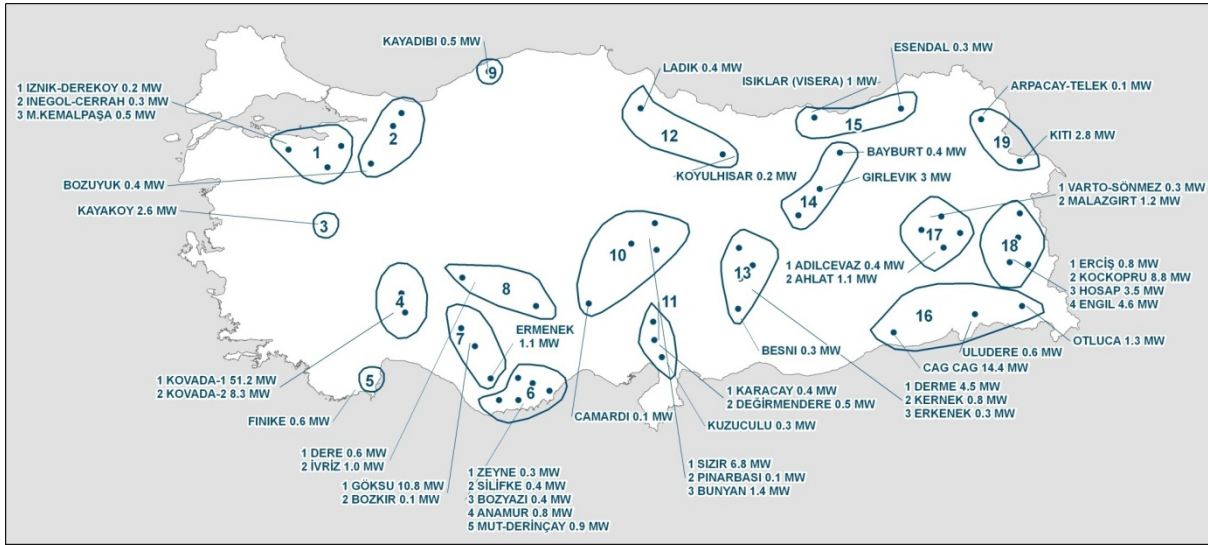 KAYADIBI 0.5 MW
9
ESENDAL 0.3 MW
LADIK 0.4 MW
ISIKLAR (VISERA) 1 MW
ARPACAY-TELEK 0.1 MW
1 IZNIK-DEREKOY 0.2 MW
2 INEGOL-CERRAH 0.3 MW
3 M.KEMALPAŞA 0.5 MW
2
12
15
19
KITI 2.8 MW
1
BAYBURT 0.4 MW
BOZUYUK 0.4 MW
KOYULHISAR 0.2 MW
GIRLEVIK 3 MW
14
1 VARTO-SÖNMEZ 0.3 MW
2 MALAZGIRT 1.2 MW
KAYAKOY 2.6 MW
3
17
18
10
13
1 ADILCEVAZ 0.4 MW
2 AHLAT 1.1 MW
1 ERCİŞ 0.8 MW
2 KOCKOPRU 8.8 MW
3 HOSAP 3.5 MW
4 ENGIL 4.6 MW
8
4
11
16
7
ERMENEK
1.1 MW
BESNI 0.3 MW
OTLUCA 1.3 MW
ULUDERE 0.6 MW
CAG CAG 14.4 MW
5
6
1 KOVADA-1 51.2 MW
2 KOVADA-2 8.3 MW
1 KARACAY 0.4 MW
2 DEĞİRMENDERE 0.5 MW
1 DERME 4.5 MW
2 KERNEK 0.8 MW
3 ERKENEK 0.3 MW
FINIKE 0.6 MW
CAMARDI 0.1 MW
KUZUCULU 0.3 MW
1 DERE 0.6 MW
2 İVRİZ 1.0 MW
1 GÖKSU 10.8 MW
2 BOZKIR 0.1 MW
1 ZEYNE 0.3 MW
2 SİLİFKE 0.4 MW
3 BOZYAZI 0.4 MW
4 ANAMUR 0.8 MW
5 MUT-DERİNÇAY 0.9 MW
1 SIZIR 6.8 MW
2 PINARBASI 0.1 MW
3 BUNYAN 1.4 MW